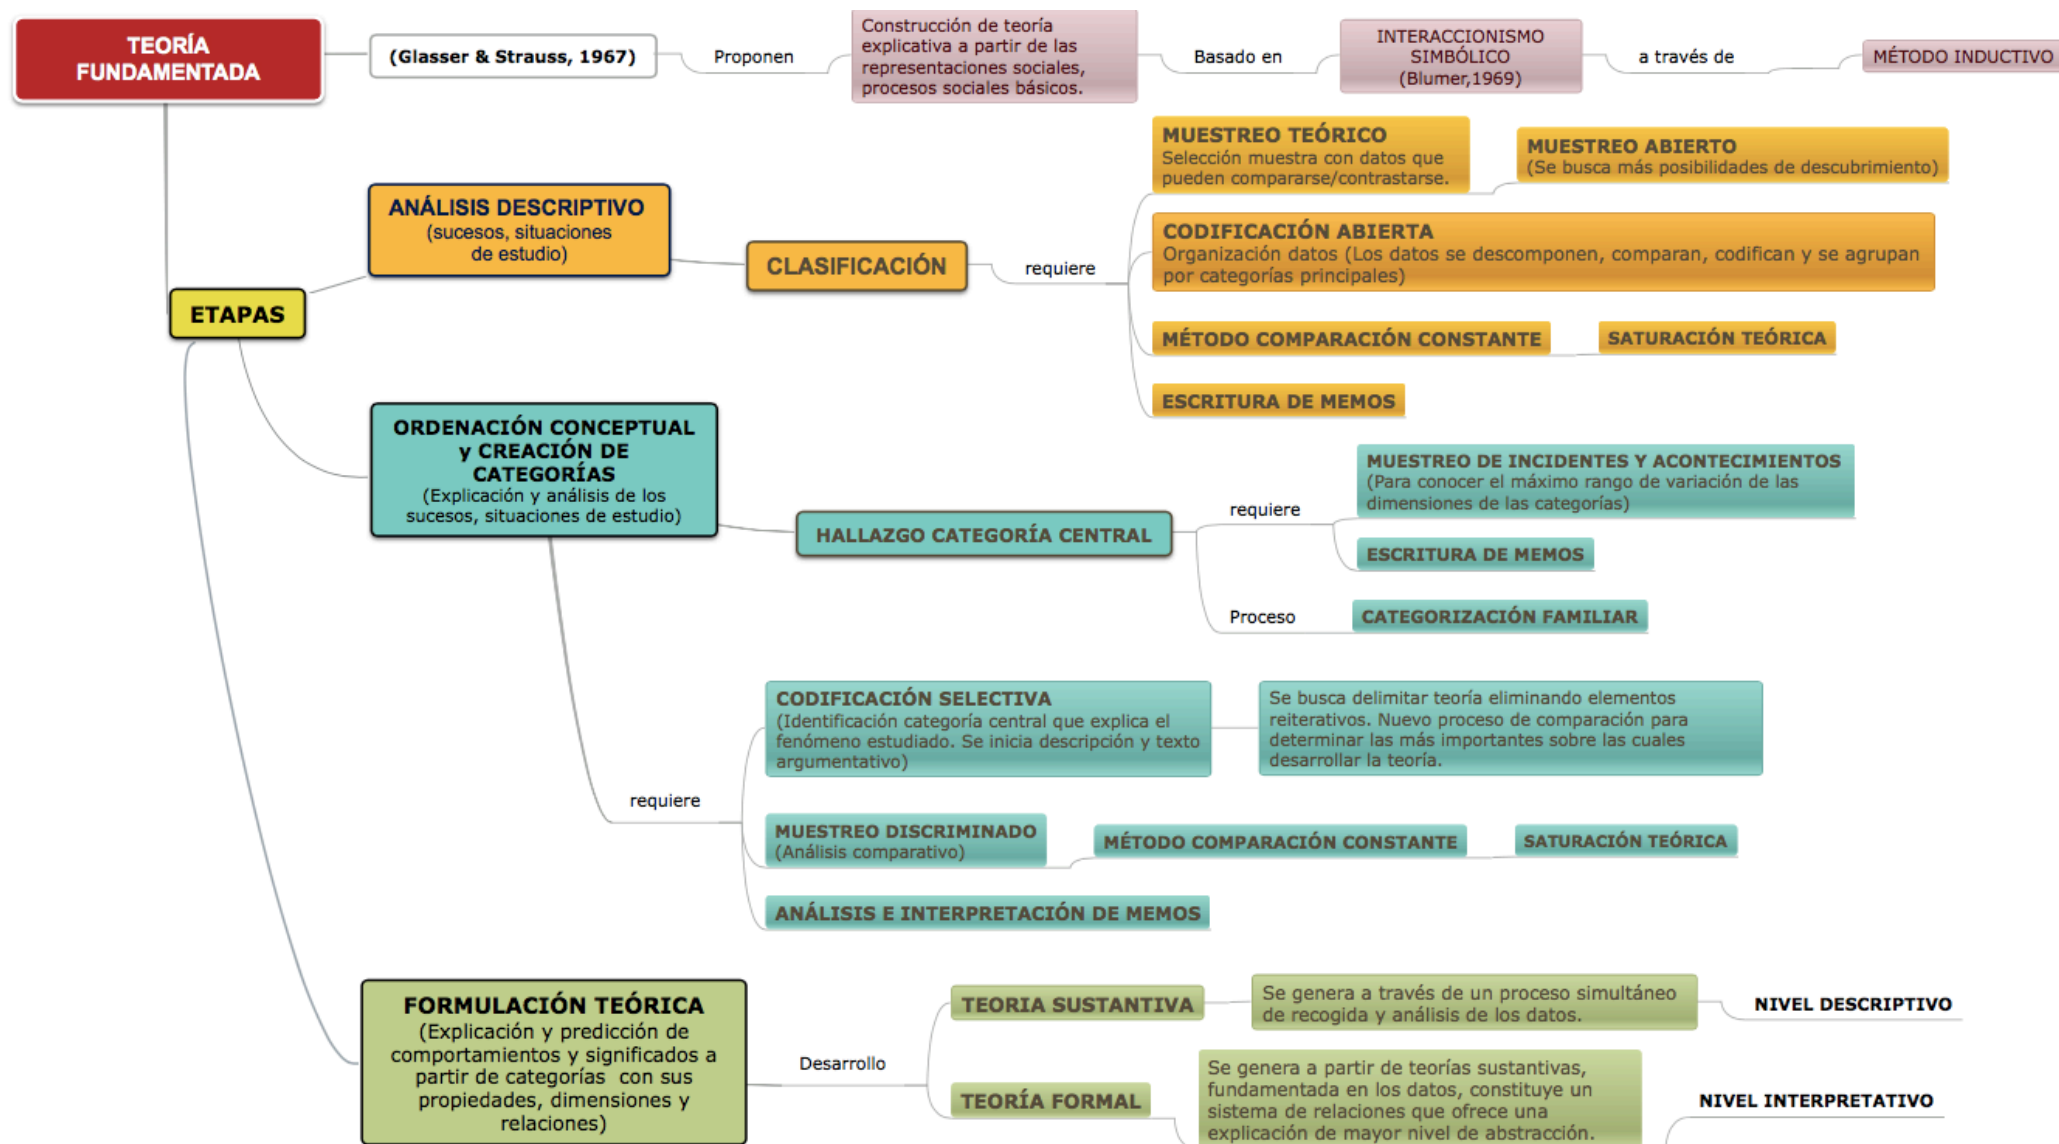 TEORÍA
FUNDAMENTADA
(Glasser & Strauss, 1967)
Proponen
Construcción de teoría
explicativa a partir de las
representaciones sociales,
procesos sociales básicos.
Basado en
INTERACCIONISMO
SIMBÓLICO
(Blumer,1969)
a través de
MÉTODO INDUCTIVO
ETAPAS
ANÁLISIS DESCRIPTIVO
(sucesos, situaciones
de estudio)
CLASIFICACIÓN
requiere
MUESTREO TEÓRICO
Selección muestra con datos que
pueden compararse/contrastarse.
MUESTREO ABIERTO
(Se busca más posibilidades de descubrimiento)
CODIFICACIÓN ABIERTA
Organización datos (Los datos se descomponen, comparan, codifican y se agrupan
por categorías principales)
MÉTODO COMPARACIÓN CONSTANTE
SATURACIÓN TEÓRICA
ESCRITURA DE MEMOS
ORDENACIÓN CONCEPTUAL
y CREACIÓN DE
CATEGORÍAS
(Explicación y análisis de los
sucesos, situaciones de estudio)
HALLAZGO CATEGORÍA CENTRAL
requiere
MUESTREO DE INCIDENTES Y ACONTECIMIENTOS
(Para conocer el máximo rango de variación de las
dimensiones de las categorías)
ESCRITURA DE MEMOS
Proceso
CATEGORIZACIÓN FAMILIAR
requiere
CODIFICACIÓN SELECTIVA
(Identificación categoría central que explica el
fenómeno estudiado. Se inicia descripción y texto
argumentativo)
Se busca delimitar teoría eliminando elementos
reiterativos. Nuevo proceso de comparación para
determinar las más importantes sobre las cuales
desarrollar la teoría.
MUESTREO DISCRIMINADO
(Análisis comparativo)
MÉTODO COMPARACIÓN CONSTANTE
SATURACIÓN TEÓRICA
ANÁLISIS E INTERPRETACIÓN DE MEMOS
FORMULACIÓN TEÓRICA
(Explicación y predicción de
comportamientos y significados a
partir de categorías con sus
propiedades, dimensiones y
relaciones)
Desarrollo
TEORIA SUSTANTIVA
Se genera a través de un proceso simultáneo
de recogida y análisis de los datos.
NIVEL DESCRIPTIVO
TEORÍA FORMAL
Se genera a partir de teorías sustantivas,
fundamentada en los datos, constituye un
sistema de relaciones que ofrece una
explicación de mayor nivel de abstracción.
NIVEL INTERPRETATIVO